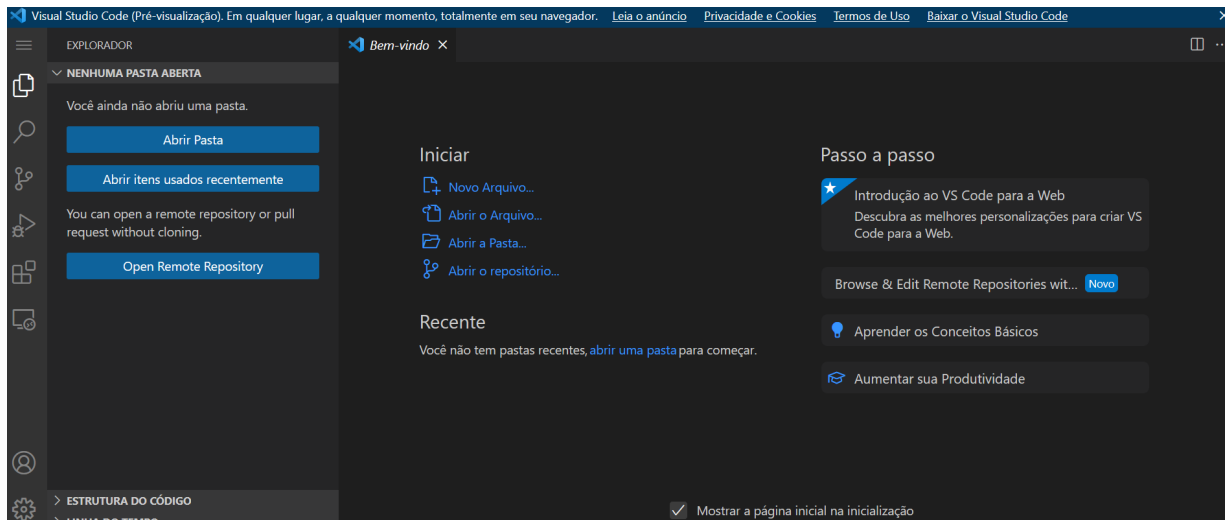 Visual Studio Code (Pré-visualização). Em qualquer lugar, a qualquer momento, totalmente em seu navegador. Leia o anúncio Privacidade e Cookies Termos de Uso Baixar o Visual Studio Code
EXPLORADOR
Bem-vindo
NENHUMA PASTA ABERTA
Você ainda não abriu uma pasta.
Abrir Pasta
Abrir itens usados recentemente
You can open a remote repository or pull
request without cloning.
Open Remote Repository
ESTRUTURA DO CÓDIGO
LINHA DO TEMPO
Iniciar
Novo Arquivo...
Abrir o Arquivo...
Abrir a Pasta...
Abrir o repositório...
Recente
Você não tem pastas recentes, abrir uma pasta para começar.
Passo a passo
Introdução ao VS Code para a Web
Descubra as melhores personalizações para criar VS
Code para a Web.
Browse & Edit Remote Repositories wit... Novo
Aprender os Conceitos Básicos
Aumentar sua Produtividade
Mostrar a página inicial na inicialização